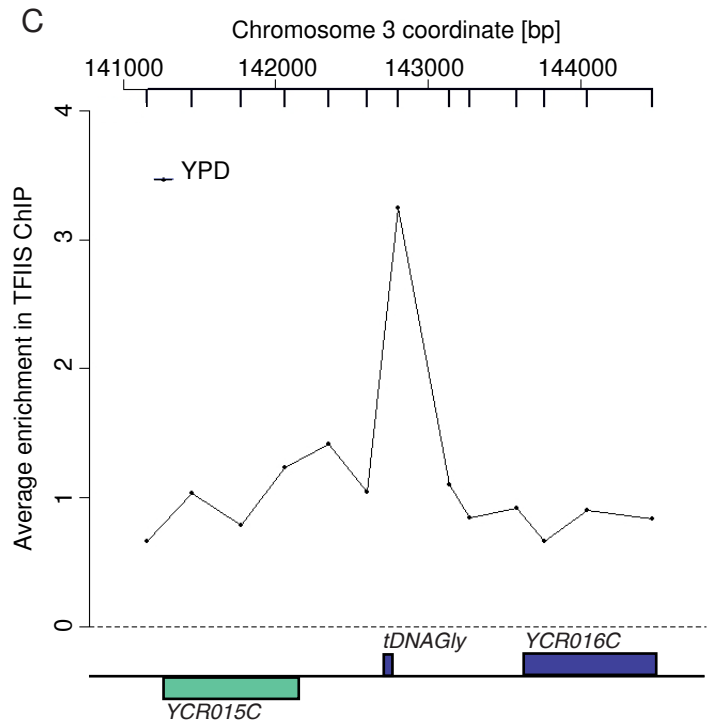 C
Chromosome 3 coordinate [bp]
141000 142000 143000 144000
YPD
Average enrichment in TFIIS ChIP
4
3
2
1
0
tDNAGly YCR016C
YCR015C